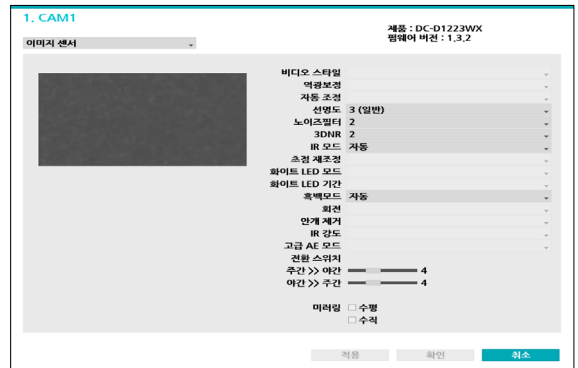 1. CAM1
제품 : DC-D1223WX
펌웨어 버전 : 1.3.2
이미지 센서
비디오 스타일
역광보정
자동 조정
선명도 3 (일반)
노이즈필터 2
3DNR 2
IR 모드 자동
초점 재조정
화이트 LED 모드
화이트 LED 기간
흑백모드 자동
회전
안개 제거
IR 강도
고급 AE 모드
전환 스위치
주간 >> 야간 4
야간 >> 주간 4
미러링 수평
수직
적용 확인 취소